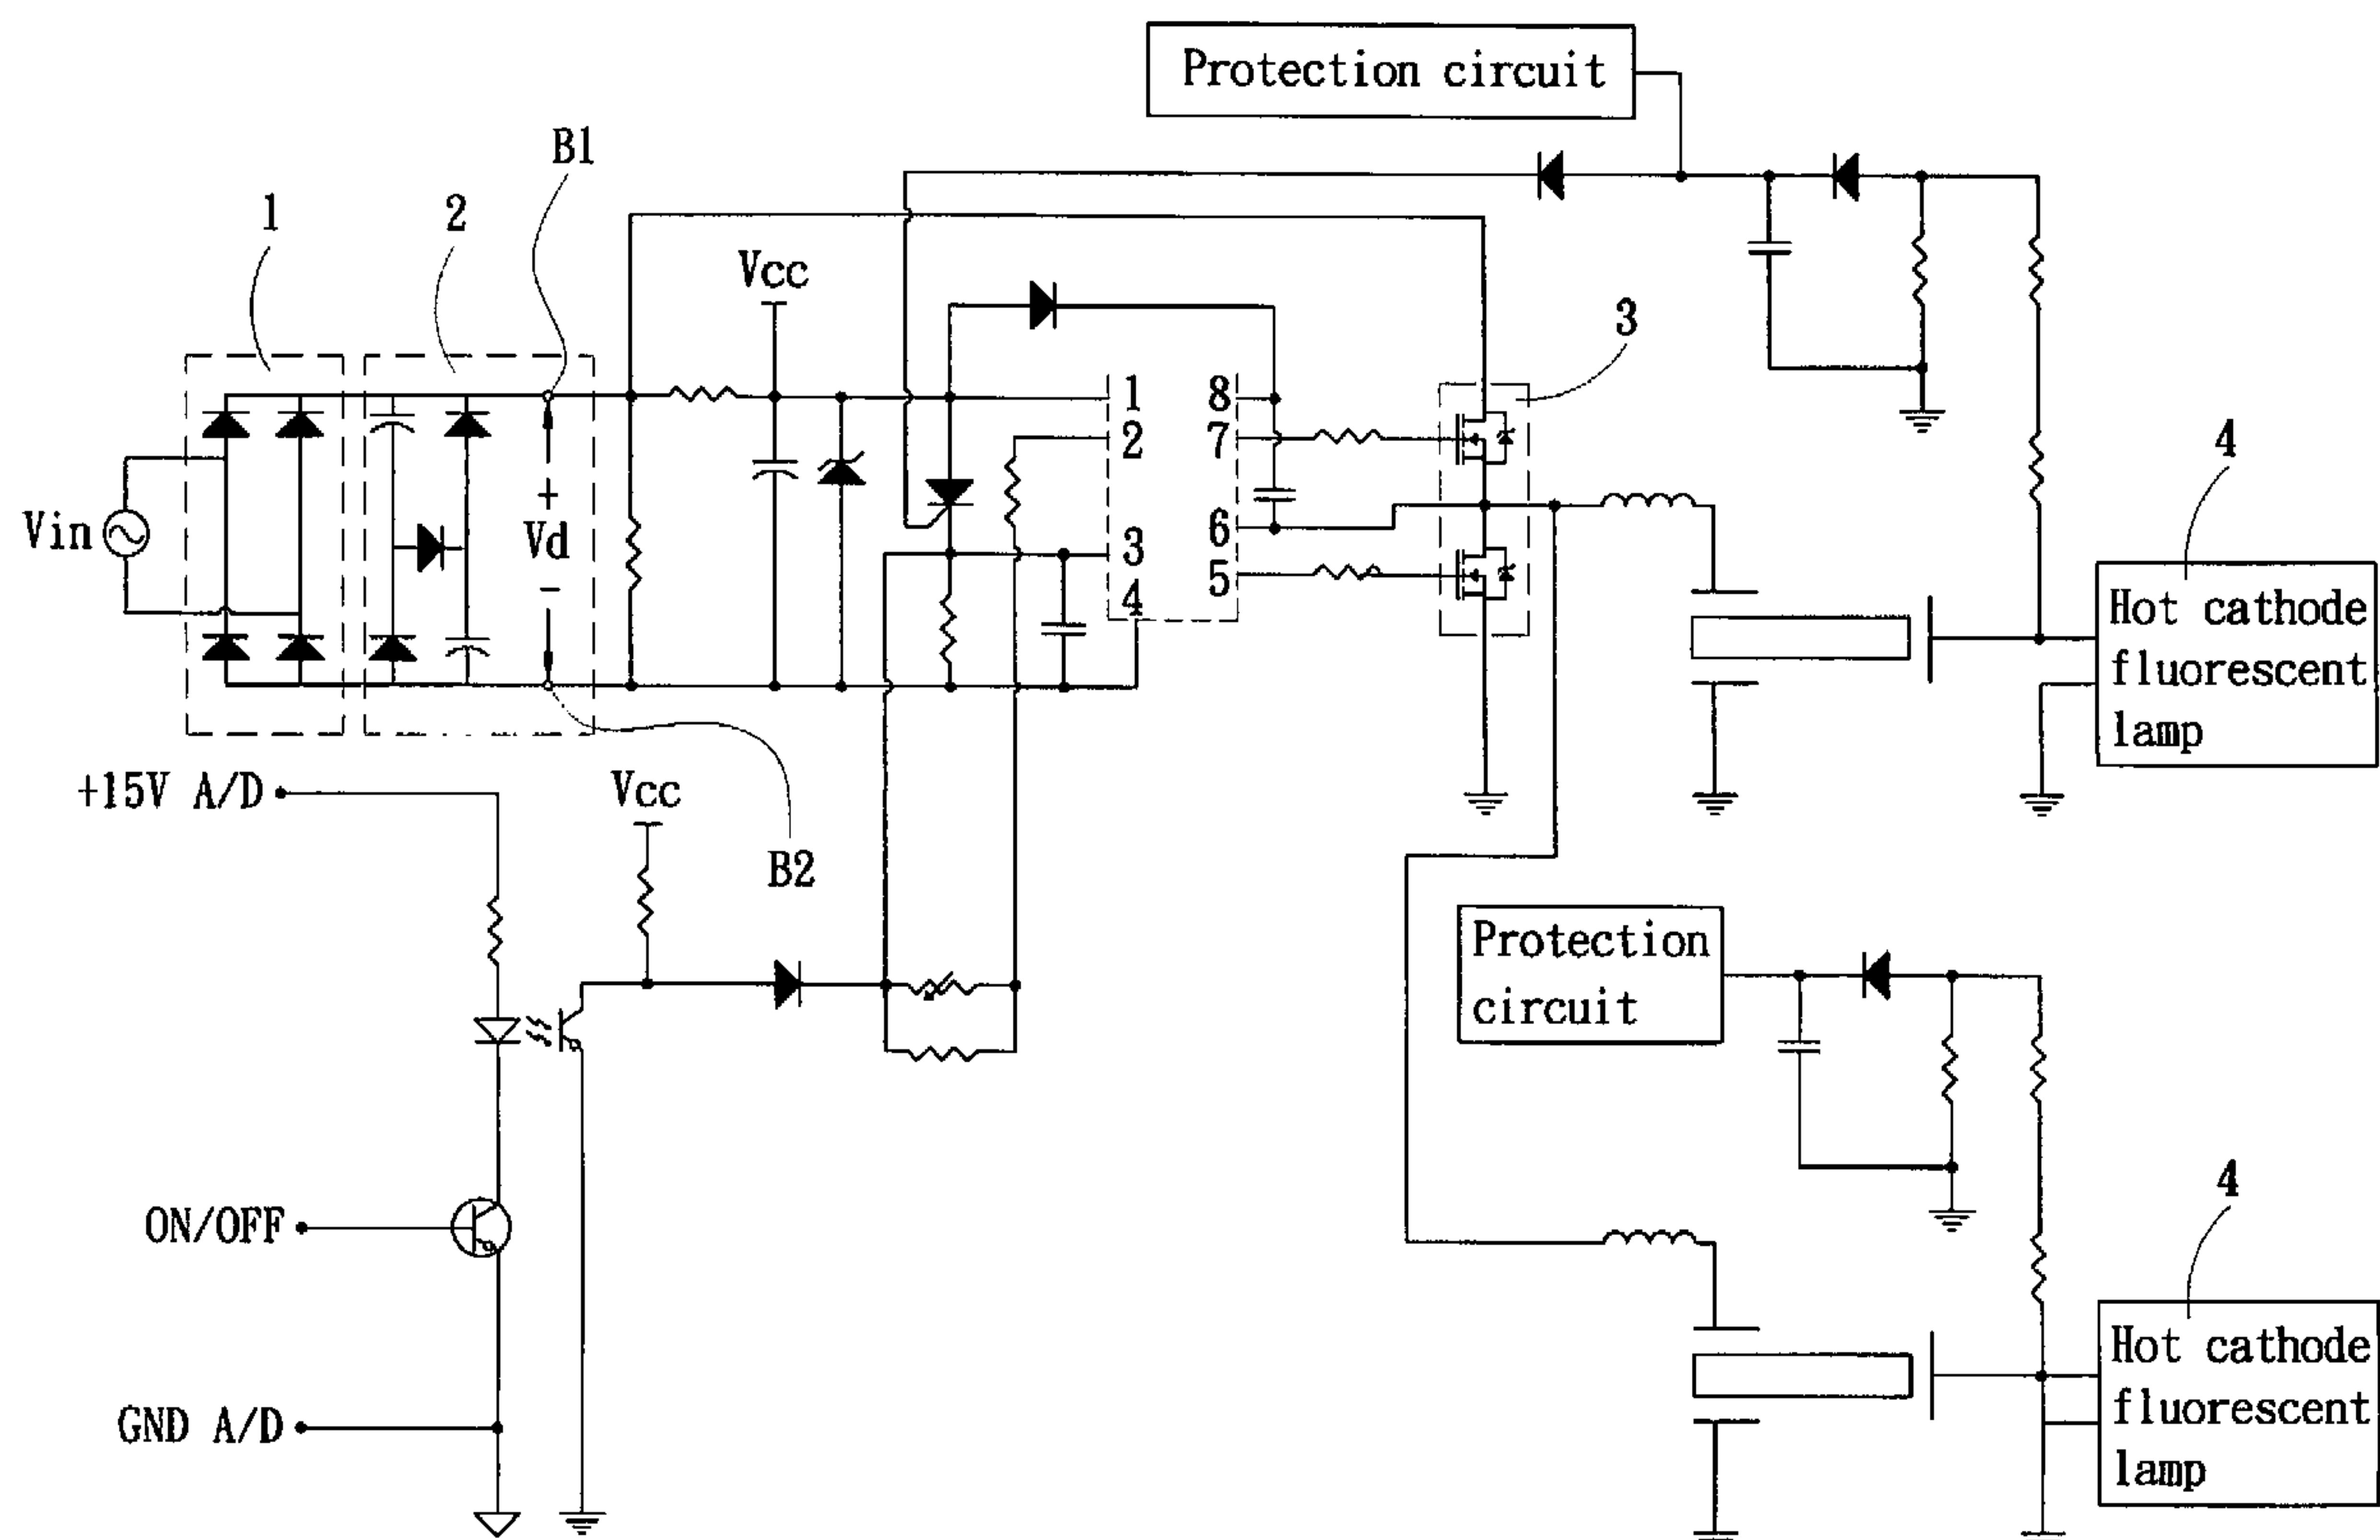 Protection circuit
B1
1
2
Vcc
3
1
8
2
7
4
Vin
+
Vd
-
3
6
5
4
Hot cathode
fluorescent
lamp
+15V A/D
Vcc
B2
Protection
circuit
4
ON/OFF
Hot cathode
fluorescent
lamp
GND A/D